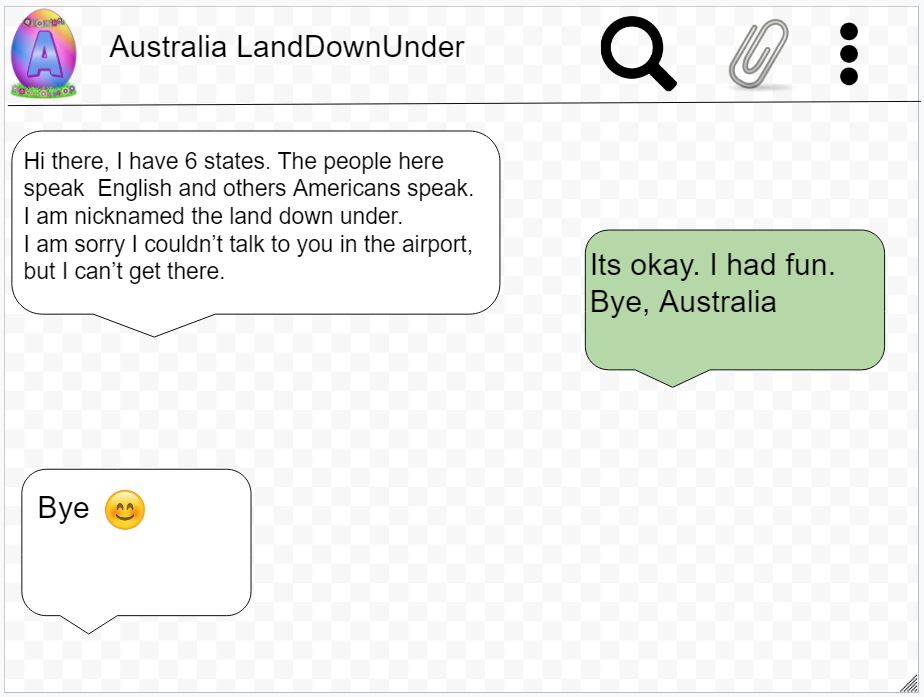 A
Australia LandDownUnder
Hi there, I have 6 states. The people here
speak  English and others Americans speak.
I am nicknamed the land down under.
I am sorry I couldn’t talk to you in the airport,
but I can’t get there.
Its okay. I had fun.
Bye, Australia
Bye 😊